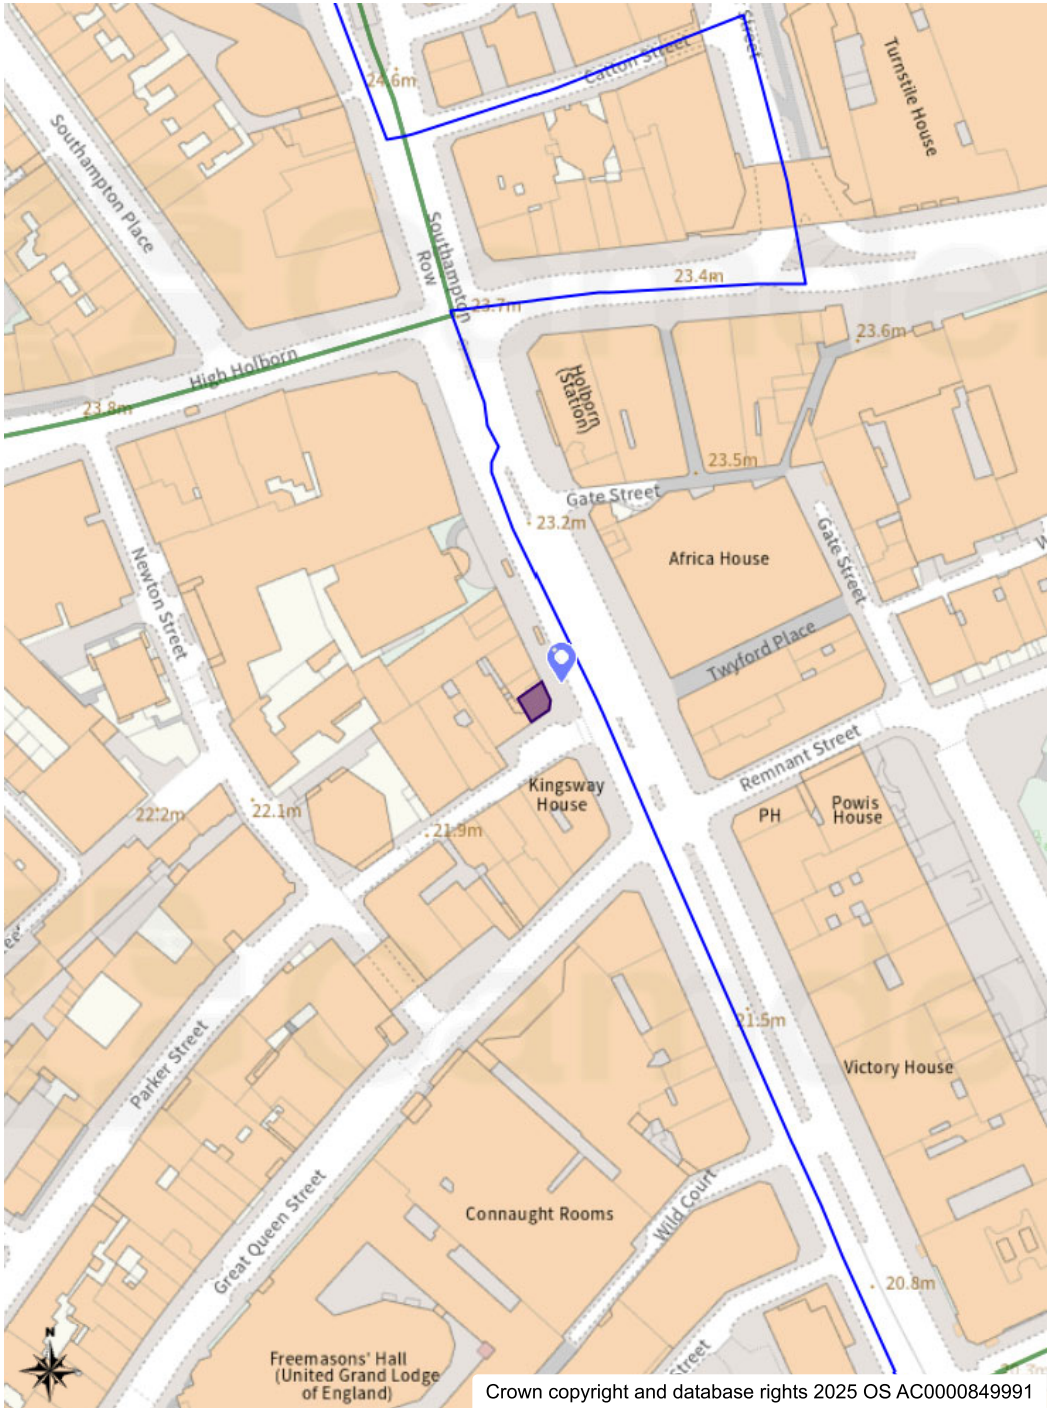 Street
Catton Street
Turnstile House
24.6m
Southampton Place
Southampton
Row
23.4m
23.7m
23.6m
High Holborn
23.8m
Holborn
(Station)
23.5m
Gate Street
23.2m
Africa House
Gate Street
Newton Street
Twyford Place
Remnant Street
Kingsway
House
PH
Powis
House
22.2m
22.1m
21.9m
21.5m
Parker Street
Victory House
Great Queen Street
Connaught Rooms
Wild Court
20.8m
N
Freemasons' Hall
(United Grand Lodge
of England)
Street
Crown copyright and database rights 2025 OS AC0000849991